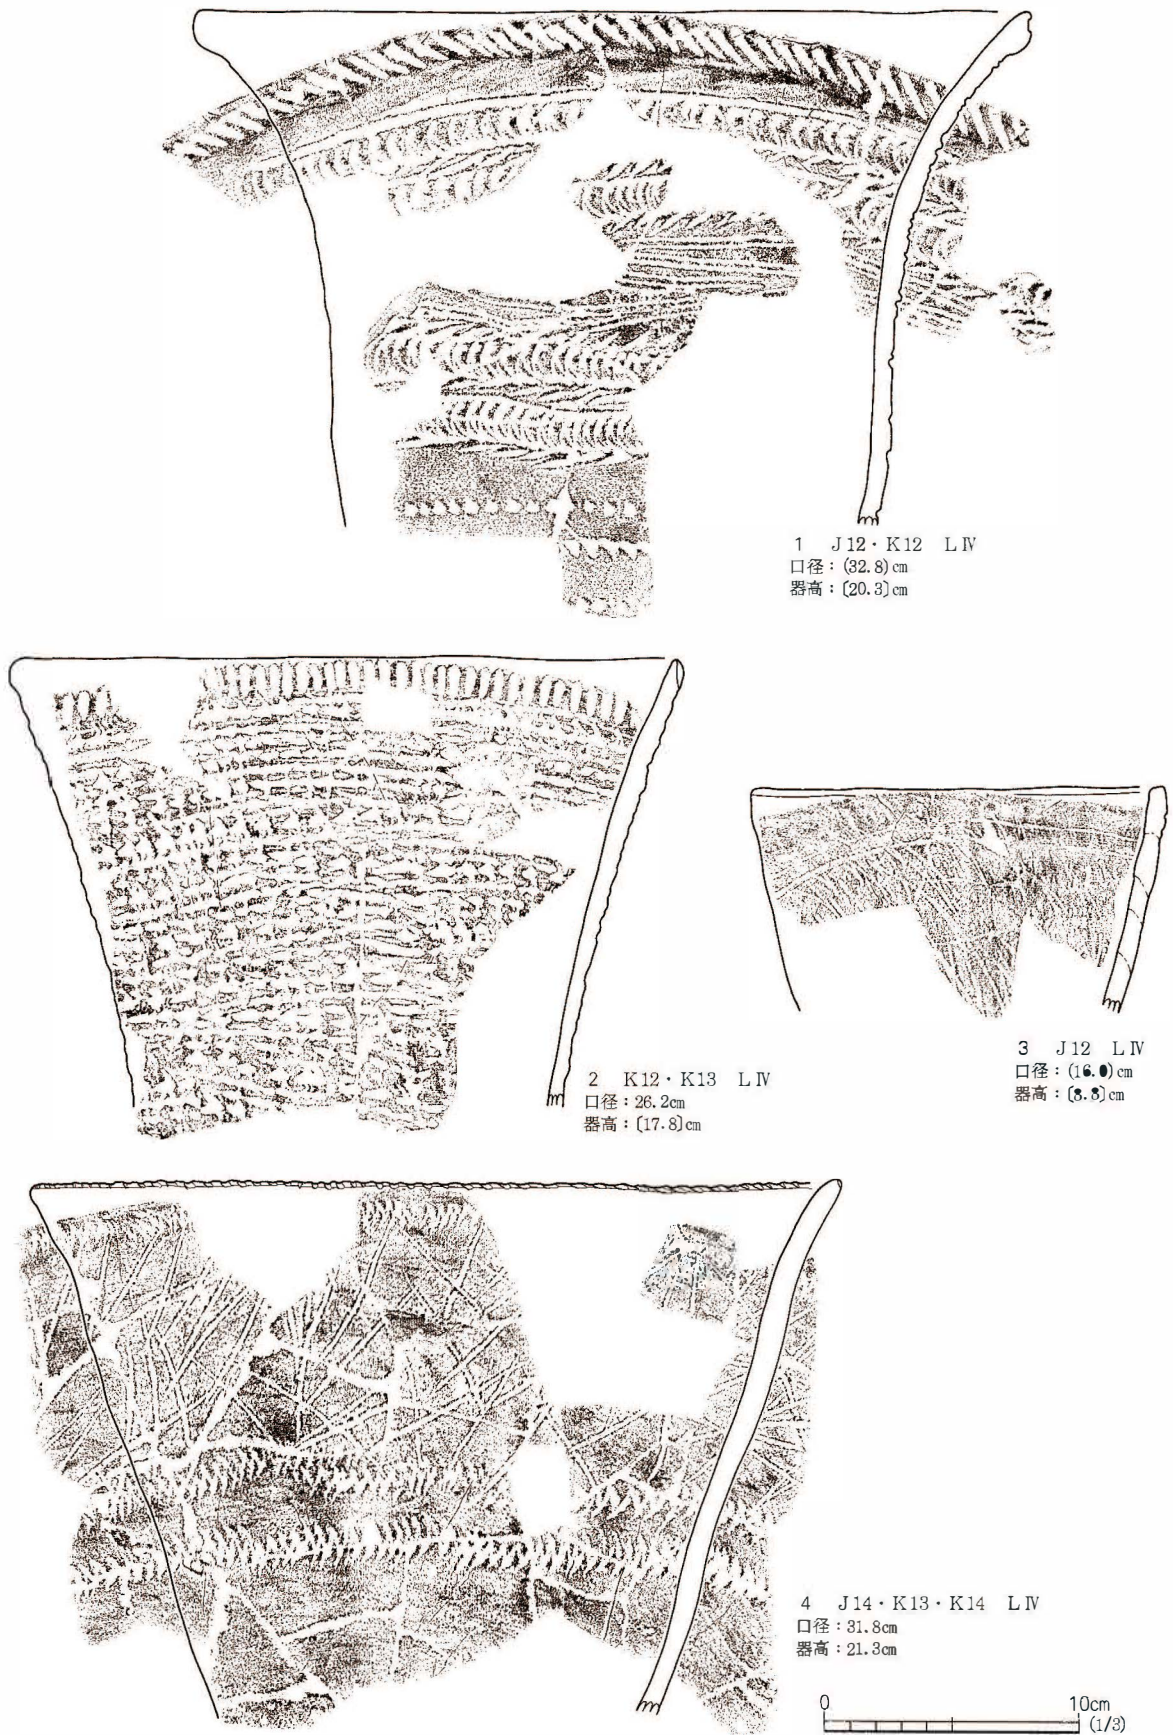 1 J12・K12 LⅣ
口径：(32.8)cm
器高：〔20.3〕cm
2 K12・K13 LⅣ
口径：26.2cm
器高：〔17.8〕cm
3 J12 LⅣ
口径：(16.0)cm
器高：〔8.8〕cm
4 J14・K13・K14 LⅣ
口径：31.8cm
器高：21.3cm
0 10cm
(1/3)